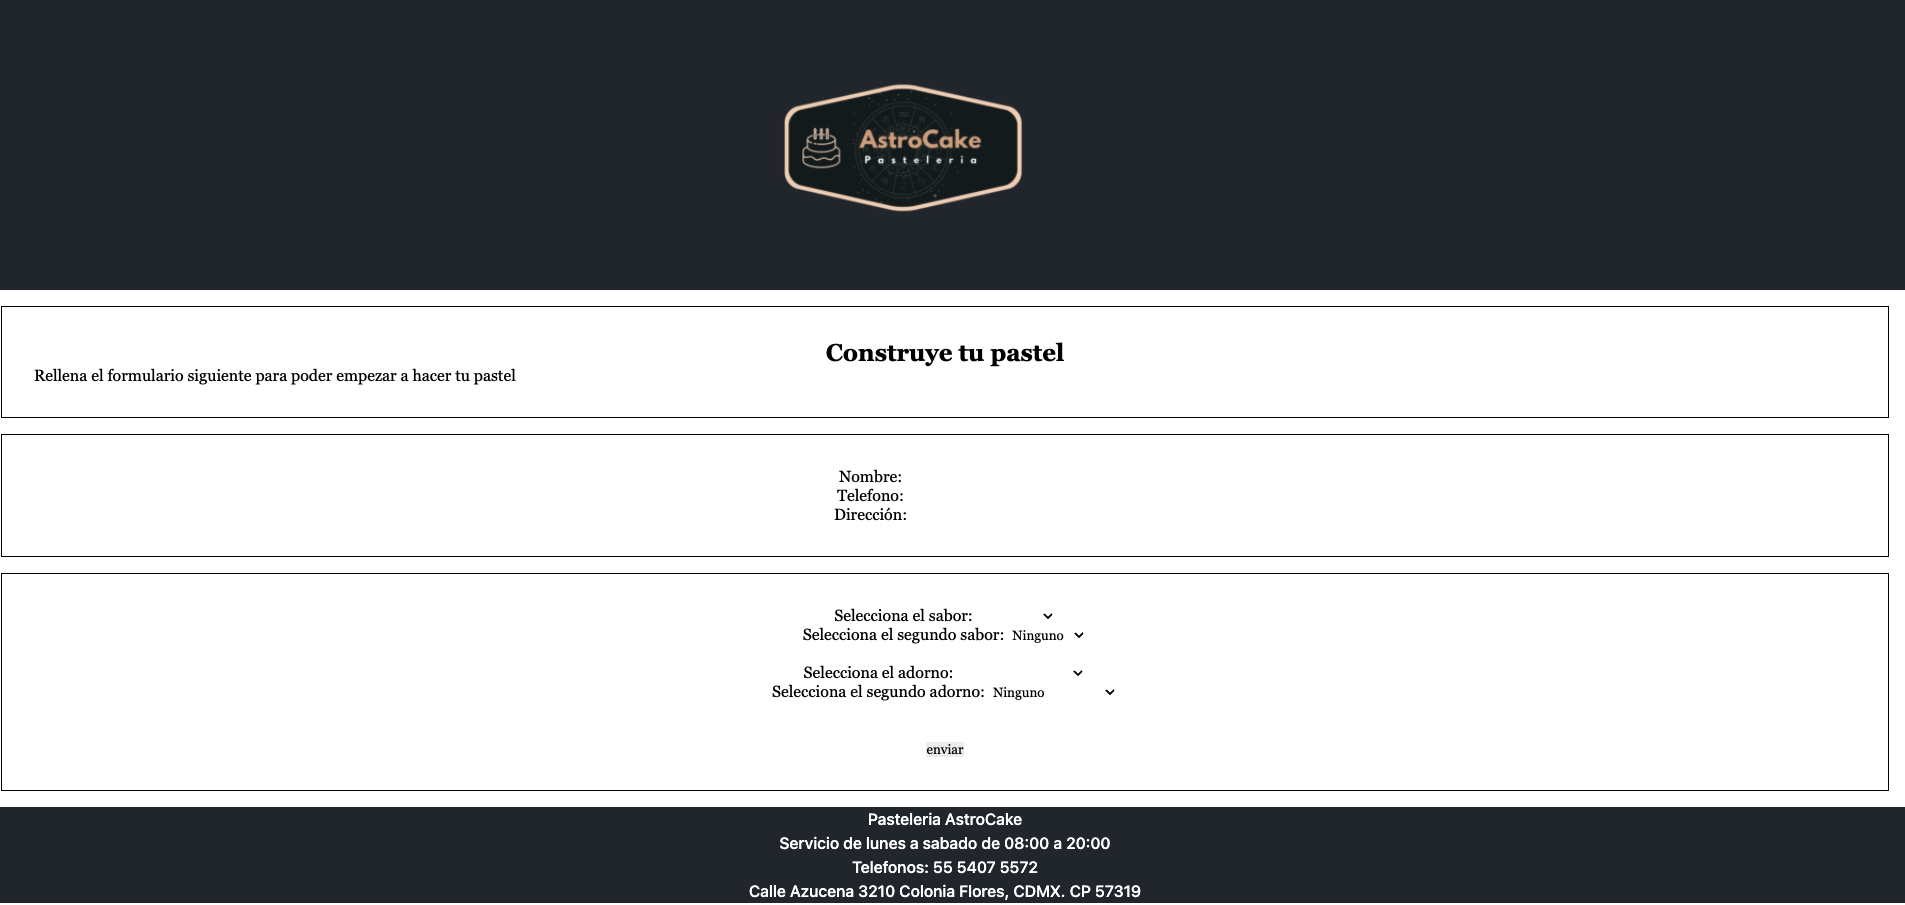 AstroCake
Pasteleria
Construye tu pastel
Rellena el formulario siguiente para poder empezar a hacer tu pastel
Nombre:
Telefono:
Dirección:
Selecciona el sabor:
Selecciona el segundo sabor: Ninguno
Selecciona el adorno:
Selecciona el segundo adorno: Ninguno
enviar
Pasteleria AstroCake
Servicio de lunes a sabado de 08:00 a 20:00
Telefonos: 55 5407 5572
Calle Azucena 3210 Colonia Flores, CDMX. CP 57319